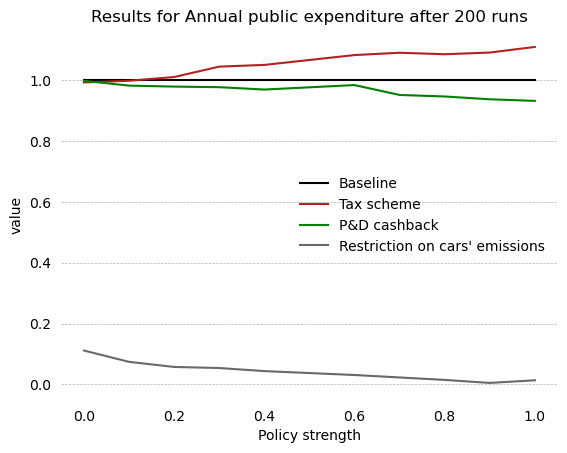 Results for Annual public expenditure after 200 runs
value
1.0
0.8
0.6
0.4
0.2
0.0
Baseline
Tax scheme
P&D cashback
Restriction on cars' emissions
0.0 0.2 0.4 0.6 0.8 1.0
Policy strength